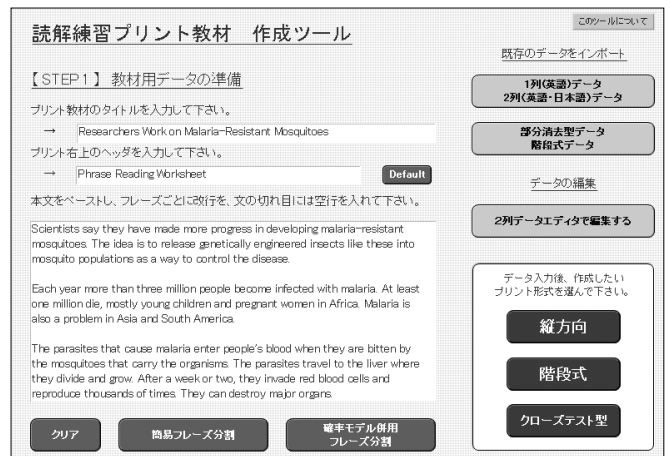 読解練習プリント教材　作成ツール
このツールについて
【STEP1】 教材用データの準備
プリント教材のタイトルを入力して下さい。
→ Researchers Work on Malaria-Resistant Mosquitoes
プリント右上のヘッダを入力して下さい。
→ Phrase Reading Worksheet
Default
本文をペーストし、フレーズごとに改行を、文の切れ目には空行を入れて下さい。
Scientists say they have made more progress in developing malaria-resistant
mosquitoes. The idea is to release genetically engineered insects like these into
mosquito populations as a way to control the disease.
Each year more than three million people become infected with malaria. At least
one million die, mostly young children and pregnant women in Africa. Malaria is
also a problem in Asia and South America.
The parasites that cause malaria enter people's blood when they are bitten by
the mosquitoes that carry the organisms. The parasites travel to the liver where
they divide and grow. After a week or two, they invade red blood cells and
reproduce thousands of times. They can destroy major organs.
クリア
簡易フレーズ分割
確率モデル併用
フレーズ分割
既存のデータをインポート
1列(英語)データ
2列(英語・日本語)データ
部分消去型データ
階段式データ
データの編集
2列データエディタで編集する
データ入力後、作成したい
プリント形式を選んで下さい。
縦方向
階段式
クローズテスト型